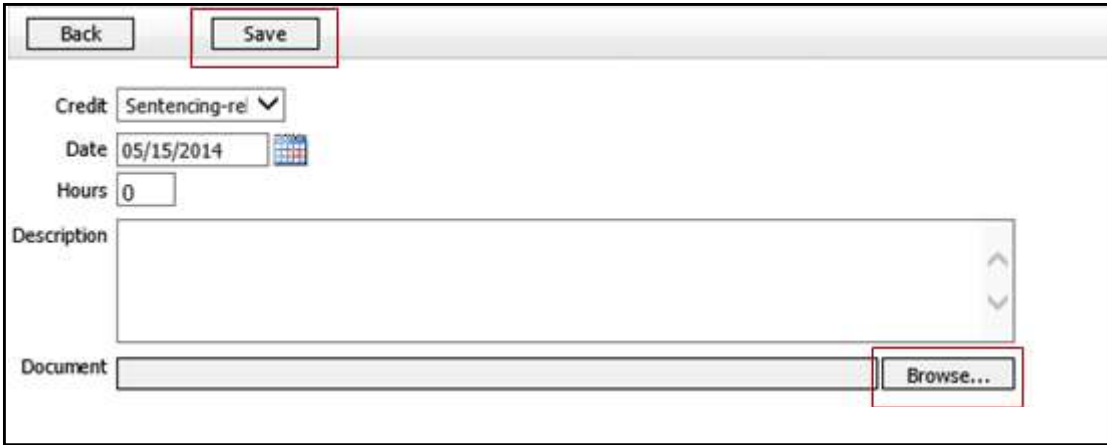 Back Save
Credit Sentencing-rel
Date 05/15/2014
Hours 0
Description
Document Browse...